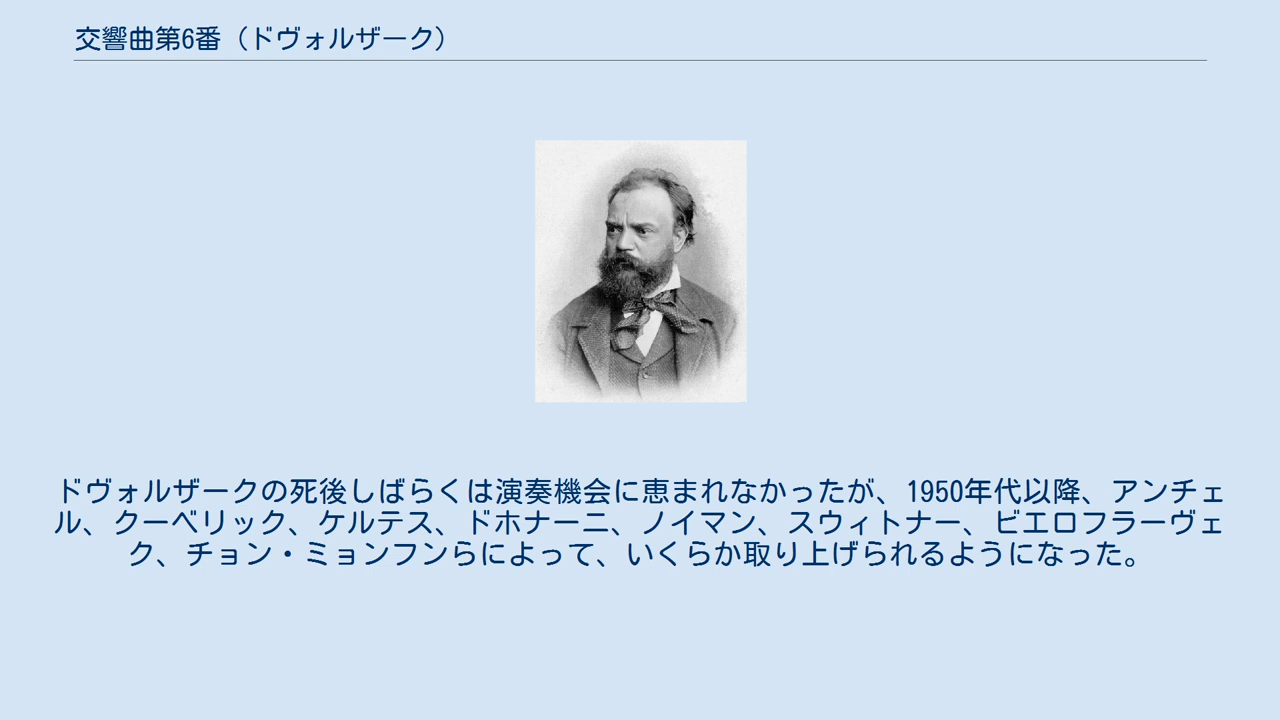 交響曲第6番（ドヴォルザーク）
ドヴォルザークの死後しばらくは演奏機会に恵まれなかったが、1950年代以降、アンチェ
ル、クーベリック、ケルテス、ドホナーニ、ノイマン、スウィトナー、ビエロフラーヴェ
ク、チョン・ミョンフンらによって、いくらか取り上げられるようになった。